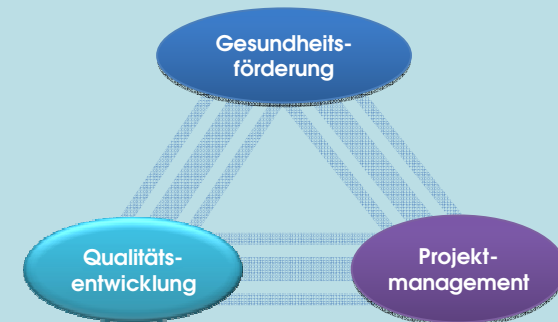 Gesundheits-
förderung
Qualitäts-
entwicklung
Projekt-
management